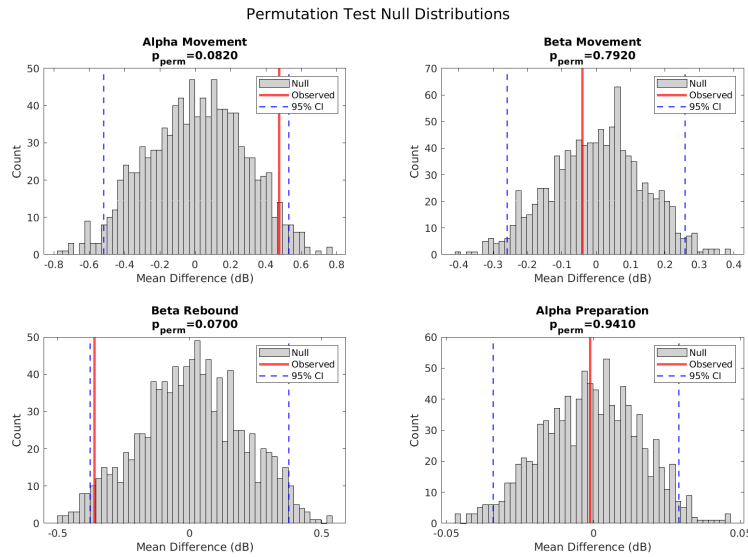 Permutation Test Null Distributions
Alpha Movement
p_perm=0.0820
50
40
30
20
10
0
Count
-0.8 -0.6 -0.4 -0.2 0 0.2 0.4 0.6 0.8
Mean Difference (dB)
Null
Observed
95% CI
Beta Movement
p_perm=0.7920
70
60
50
40
30
20
10
0
Count
-0.4 -0.3 -0.2 -0.1 0 0.1 0.2 0.3 0.4
Mean Difference (dB)
Null
Observed
95% CI
Beta Rebound
p_perm=0.0700
50
40
30
20
10
0
Count
-0.5 0 0.5
Mean Difference (dB)
Null
Observed
95% CI
Alpha Preparation
p_perm=0.9410
60
50
40
30
20
10
0
Count
-0.05 0 0.05
Mean Difference (dB)
Null
Observed
95% CI